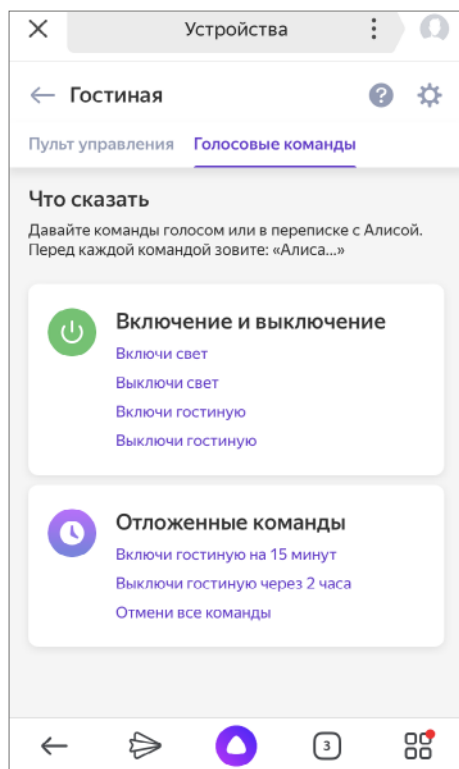 Устройства
Гостиная
Пульт управления Голосовые команды
Что сказать
Давайте команды голосом или в переписке с Алисой.
Перед каждой командой зовите: «Алиса...»
Включение и выключение
Включи свет
Выключи свет
Включи гостиную
Выключи гостиную
Отложенные команды
Включи гостиную на 15 минут
Выключи гостиную через 2 часа
Отмени все команды
3